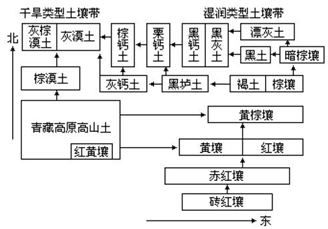 干旱类型土壤带 湿润类型土壤带
北
灰棕漠土 灰漠土 棕钙土 栗钙土 黑钙土 黑灰土 漂灰土
黑土 暗棕壤
棕漠土 灰钙土 黑垆土 褐土 棕壤
青藏高原高山土 黄棕壤
红黄壤 黄壤 红壤
赤红壤
砖红壤
东